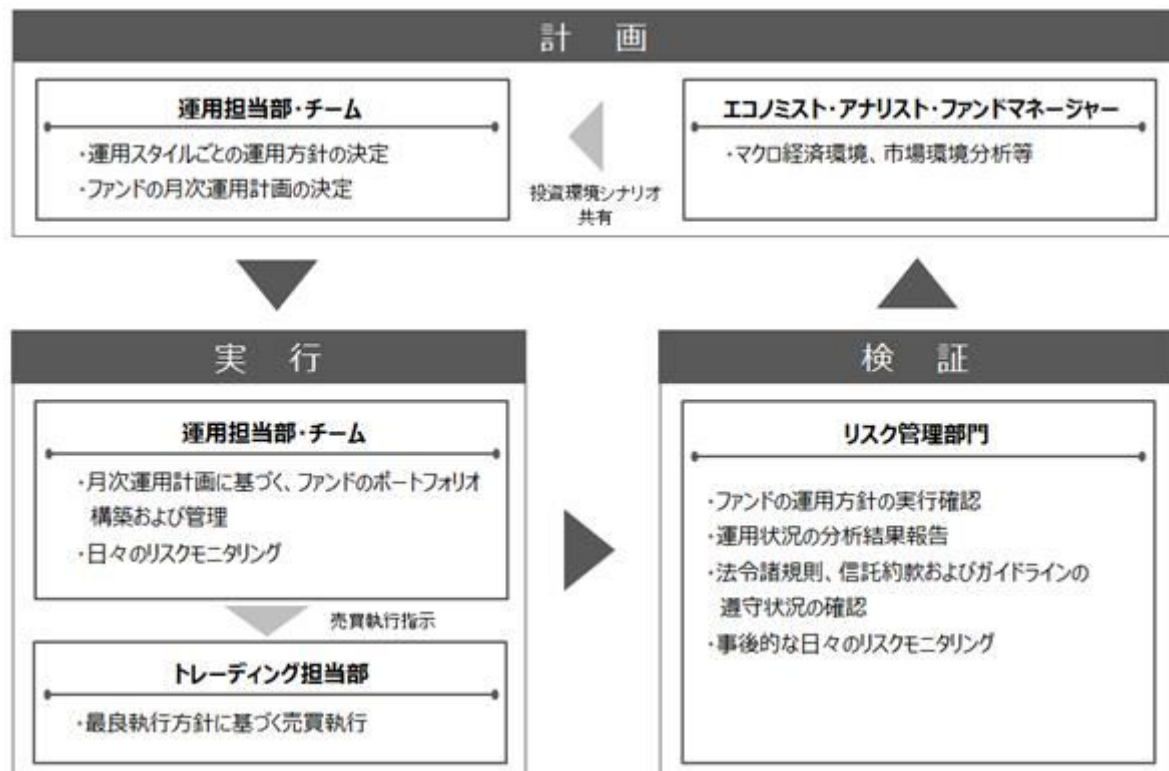 計 画
運用担当部・チーム
・運用スタイルごとの運用方針の決定
・ファンドの月次運用計画の決定
投資環境シナリオ
共有
エコノミスト・アナリスト・ファンドマネージャー
・マクロ経済環境、市場環境分析等
実 行
運用担当部・チーム
・月次運用計画に基づく、ファンドのポートフォリオ
構築および管理
・日々のリスクモニタリング
売買執行指示
トレーディング担当部
・最良執行方針に基づく売買執行
検 証
リスク管理部門
・ファンドの運用方針の実行確認
・運用状況の分析結果報告
・法令諸規則、信託約款およびガイドラインの
遵守状況の確認
・事後的な日々のリスクモニタリング